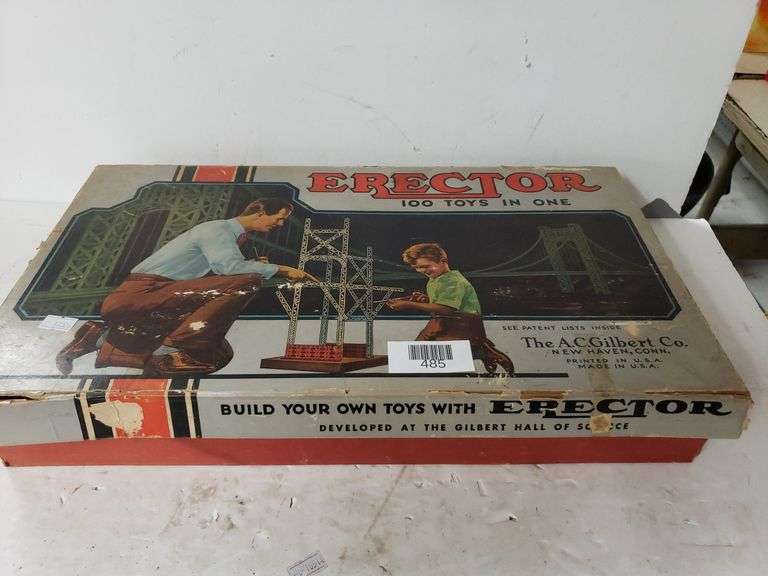 ERECTOR
100 TOYS IN ONE
SEE PATENT LISTS INSIDE
The A.C. Gilbert Co.
NEW HAVEN, CONN.
PRINTED IN U.S.A.
MADE IN U.S.A.
485
BUILD YOUR OWN TOYS WITH ERECTOR
DEVELOPED AT THE GILBERT HALL OF